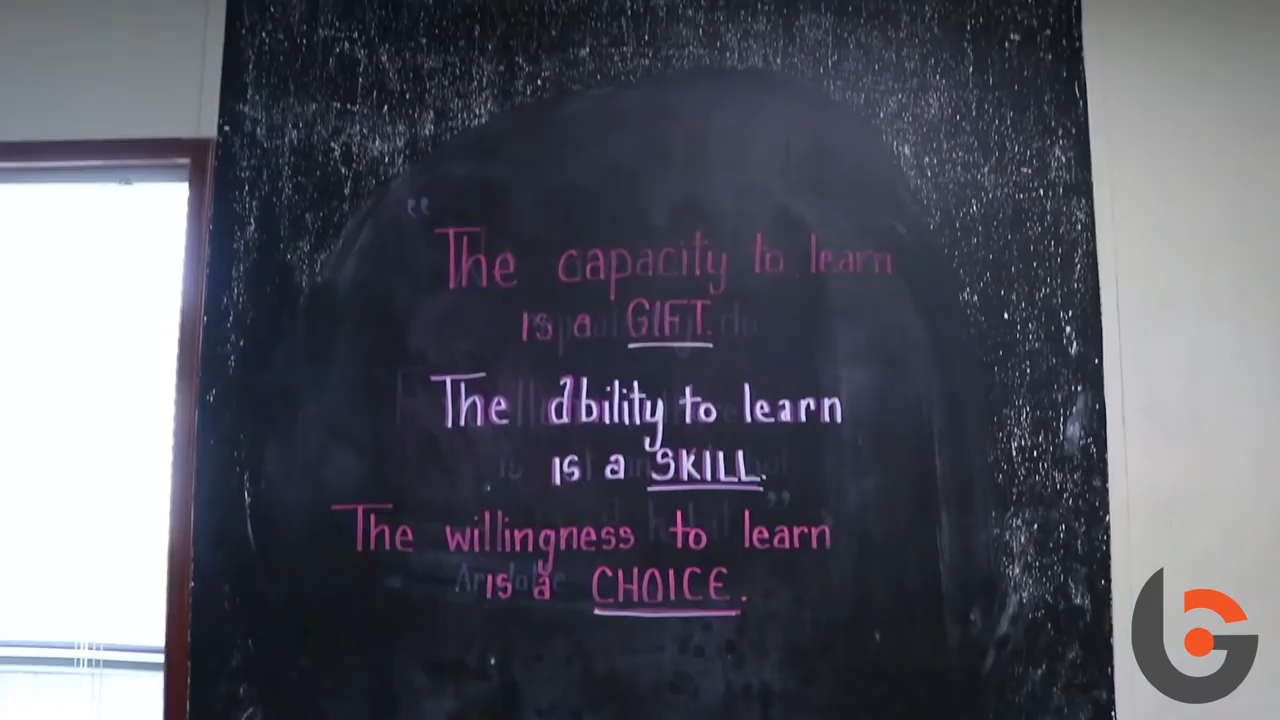 “
The capacity to learn
is a GIFT.
The ability to learn
is a SKILL.
The willingness to learn
is a CHOICE.